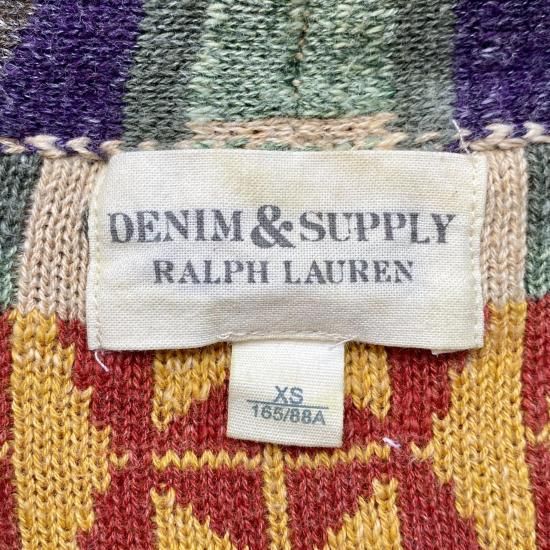 DENIM & SUPPLY
RALPH LAUREN
XS
165/88A